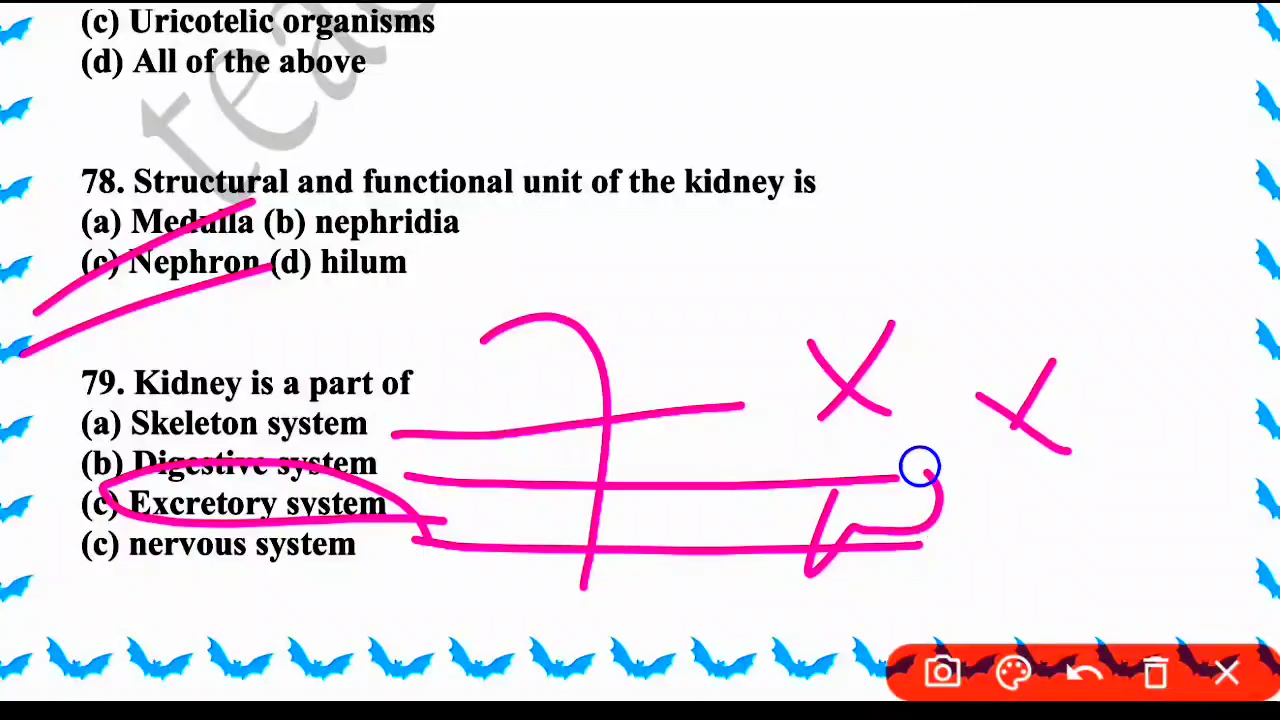 (c) Uricotelic organisms
(d) All of the above
78. Structural and functional unit of the kidney is
(a) Medulla (b) nephridia
(c) Nephron (d) hilum
79. Kidney is a part of
(a) Skeleton system
(b) Digestive system
(c) Excretory system
(c) nervous system